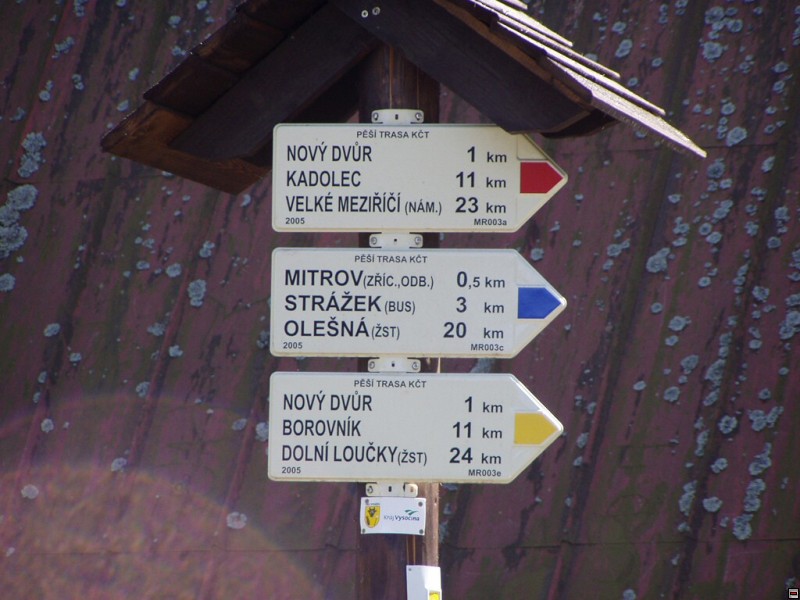 PĚŠÍ TRASA KČT
NOVÝ DVŮR 1 km
KADOLEC 11 km
VELKÉ MEZIŘÍČÍ (NÁM.) 23 km
2005 MR003a
PĚŠÍ TRASA KČT
MITROV(ZŘÍC.,ODB.) 0,5 km
STRÁŽEK(BUS) 3 km
OLEŠNÁ(ŽST) 20 km
2005 MR003c
PĚŠÍ TRASA KČT
NOVÝ DVŮR 1 km
BOROVNÍK 11 km
DOLNÍ LOUČKY(ŽST) 24 km
2005 MR003e
kraj Vysočina